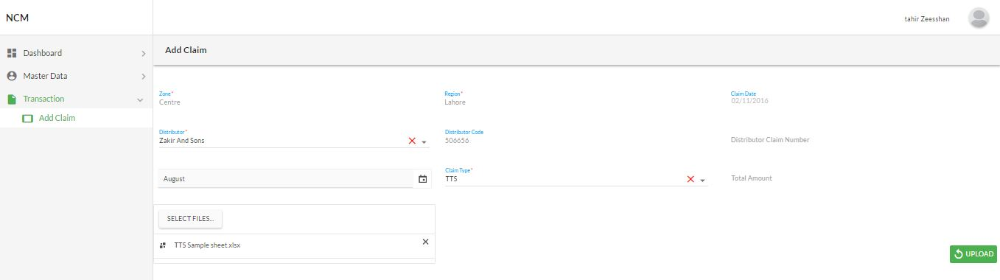 NCM
tahir Zeesshan
Dashboard
Master Data
Transaction
Add Claim
Add Claim
Zone*
Centre
Region*
Lahore
Claim Date
02/11/2016
Distributor*
Zakir And Sons
Distributor Code
506656
Distributor Claim Number
August
Claim Type*
TTS
Total Amount
SELECT FILES...
TTS Sample sheet.xlsx
UPLOAD